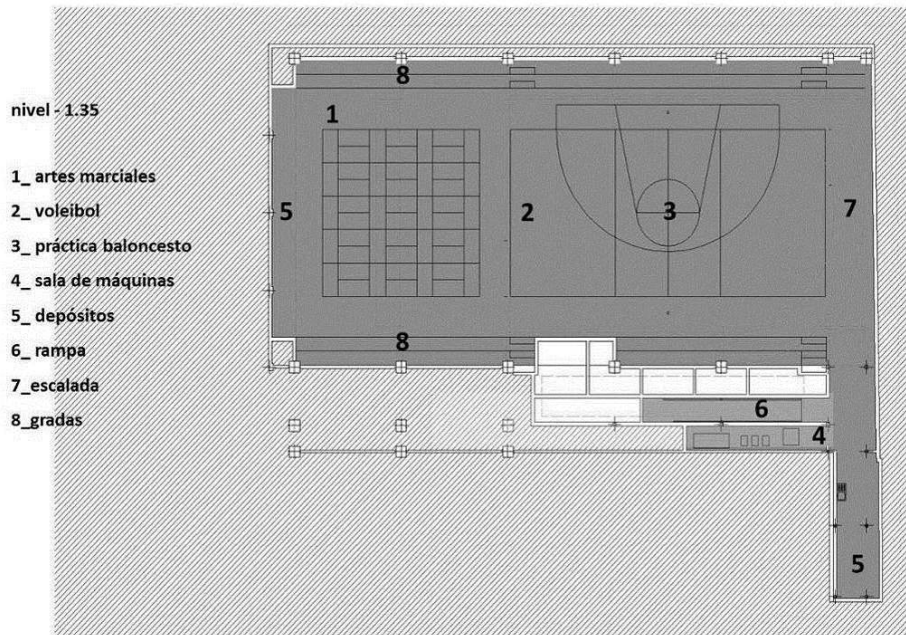 nivel - 1.35
1_ artes marciales
2_ voleibol
3_ práctica baloncesto
4_ sala de máquinas
5_ depósitos
6_ rampa
7_escalada
8_gradas
8
1
5
2
3
7
8
6
4
5